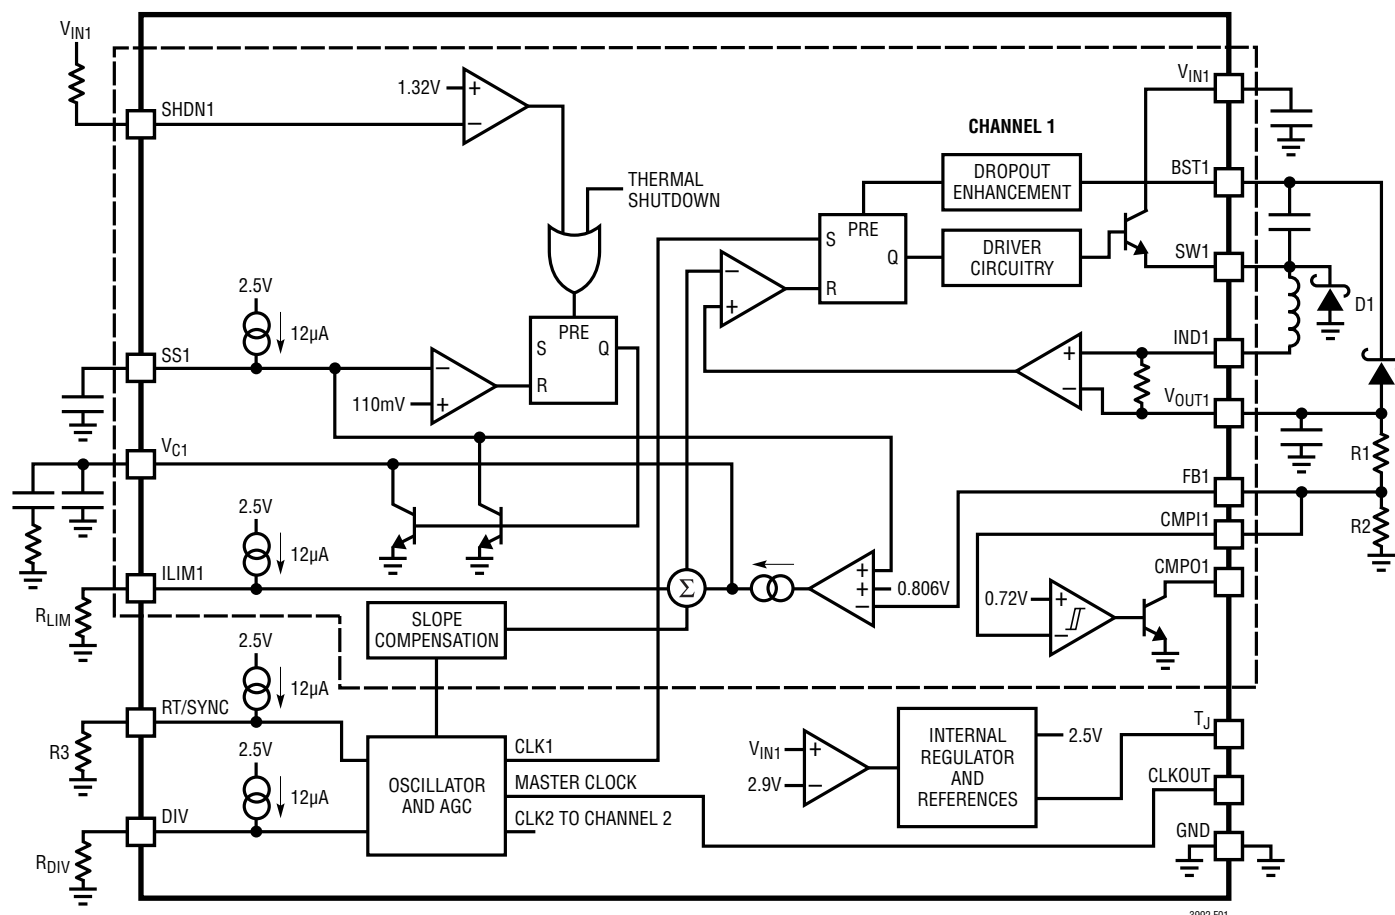 VIN1
SHDN1
1.32V
+
–
CHANNEL 1
VIN1
THERMAL
SHUTDOWN
DROPOUT
ENHANCEMENT
BST1
PRE
S
Q
R
DRIVER
CIRCUITRY
SW1
–
+
D1
2.5V
12µA
SS1
–
110mV
+
PRE
S
Q
R
IND1
+
–
VOUT1
VC1
R1
FB1
CMPI1
R2
2.5V
12µA
ILIM1
RLIM
Σ
+
+
–
0.806V
CMPO1
0.72V
+
–
SLOPE
COMPENSATION
2.5V
12µA
RT/SYNC
R3
2.5V
12µA
DIV
RDIV
OSCILLATOR
AND AGC
CLK1
MASTER CLOCK
CLK2 TO CHANNEL 2
VIN1
+
2.9V
–
INTERNAL
REGULATOR
AND
REFERENCES
2.5V
TJ
CLKOUT
GND
3992 F01